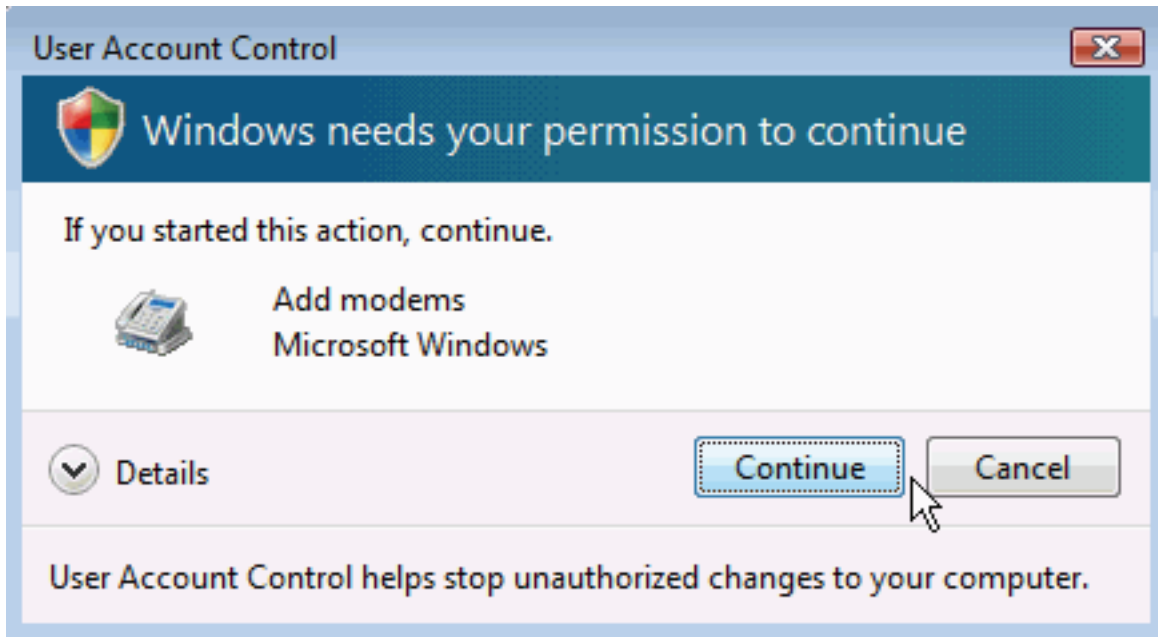 User Account Control
Windows needs your permission to continue
If you started this action, continue.
Add modems
Microsoft Windows
Details
Continue
Cancel
User Account Control helps stop unauthorized changes to your computer.